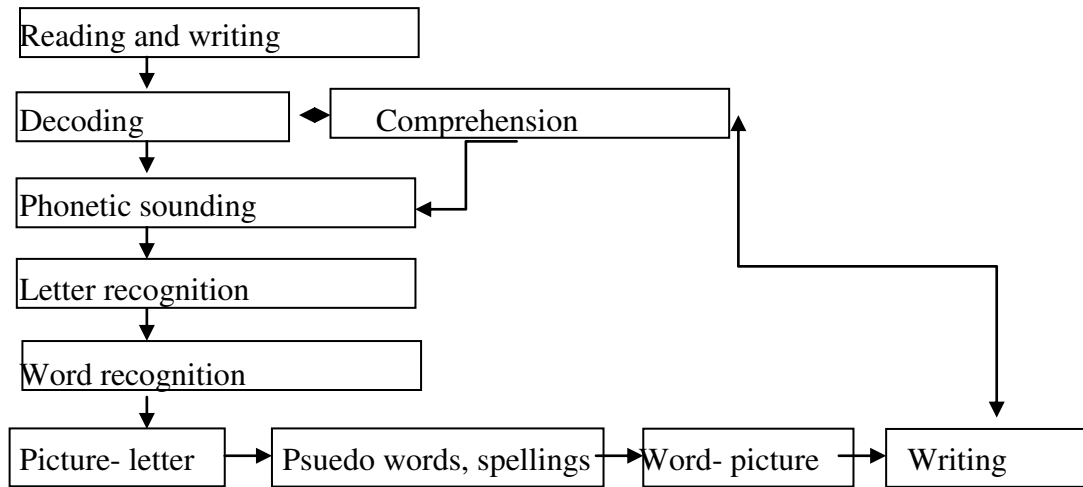 Reading and writing
Decoding
Comprehension
Phonetic sounding
Letter recognition
Word recognition
Picture- letter
Psuedo words, spellings
Word- picture
Writing